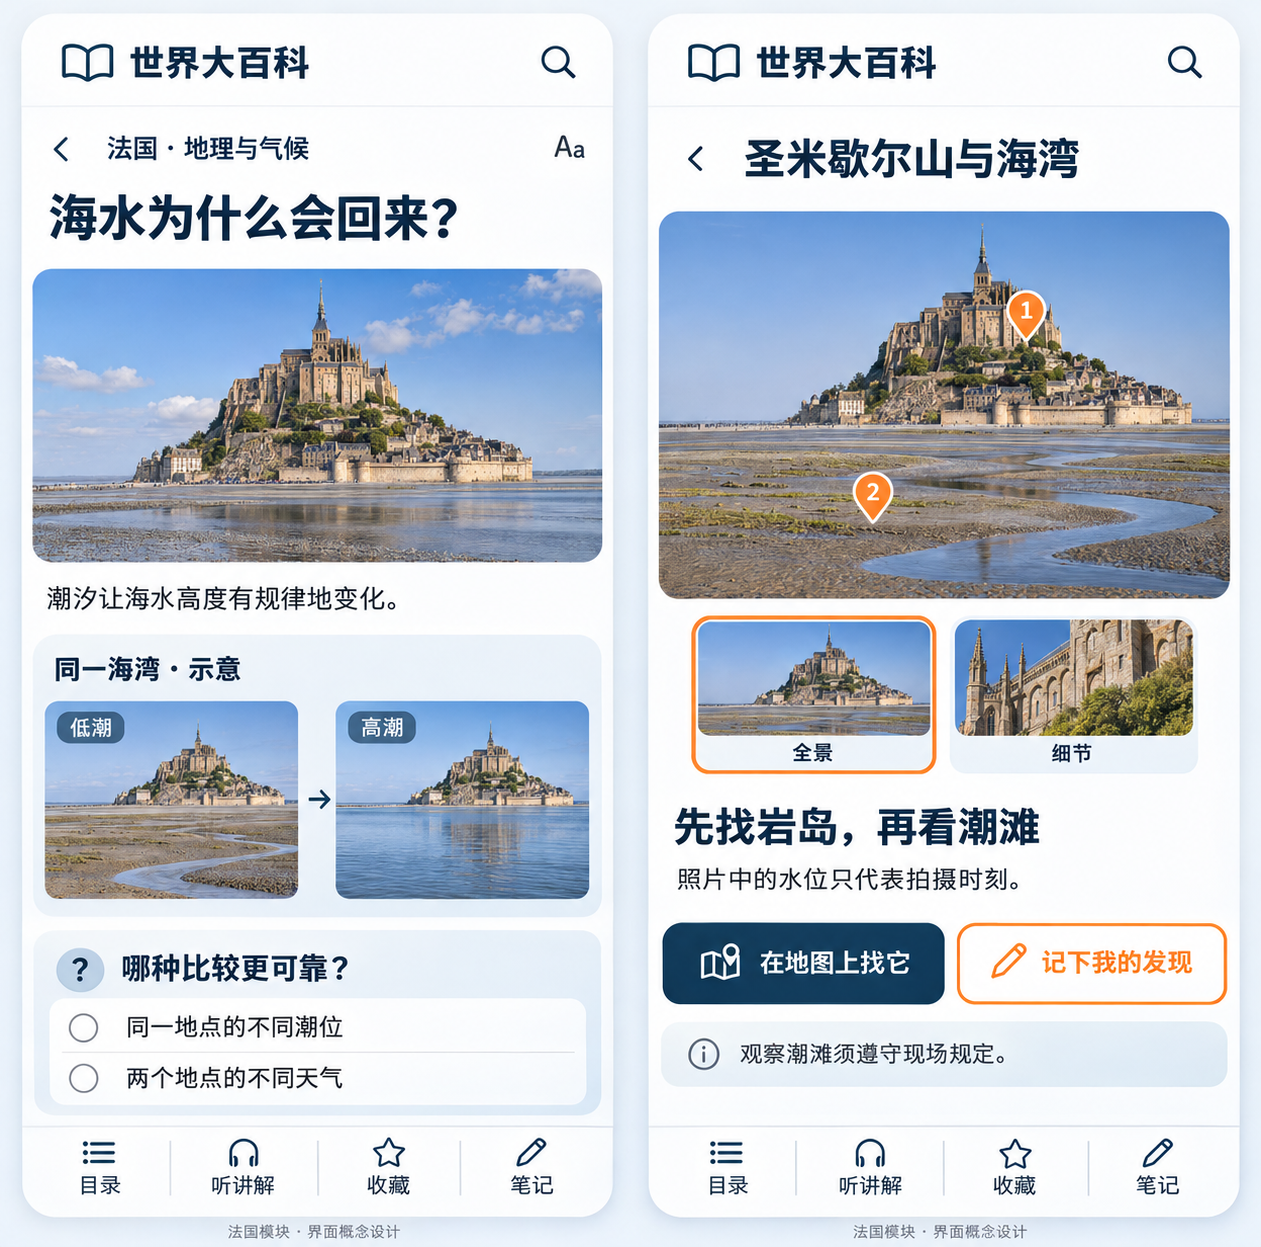 世界大百科
法国·地理与气候
Aa
海水为什么会回来？
潮汐让海水高度有规律地变化。
同一海湾·示意
低潮
高潮
?
哪种比较更可靠？
同一地点的不同潮位
两个地点的不同天气
目录
听讲解
收藏
笔记
法国模块·界面概念设计
世界大百科
圣米歇尔山与海湾
1
2
全景
细节
先找岩岛，再看潮滩
照片中的水位只代表拍摄时刻。
在地图上找它
记下我的发现
观察潮滩须遵守现场规定。
目录
听讲解
收藏
笔记
法国模块·界面概念设计